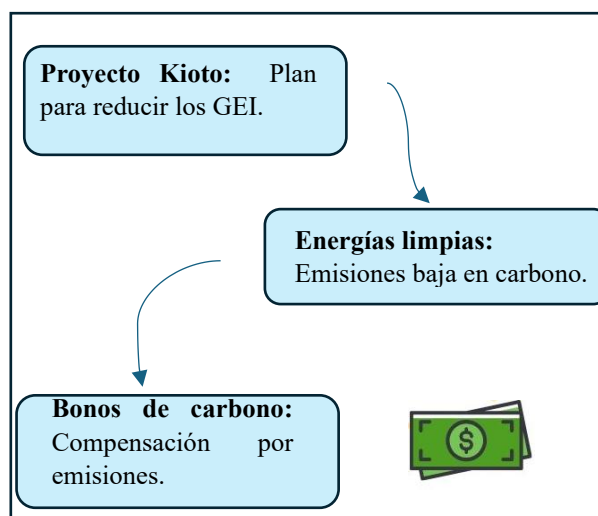 Proyecto Kioto: Plan
para reducir los GEI.
Energías limpias:
Emisiones baja en carbono.
Bonos de carbono:
Compensación por
emisiones.
$